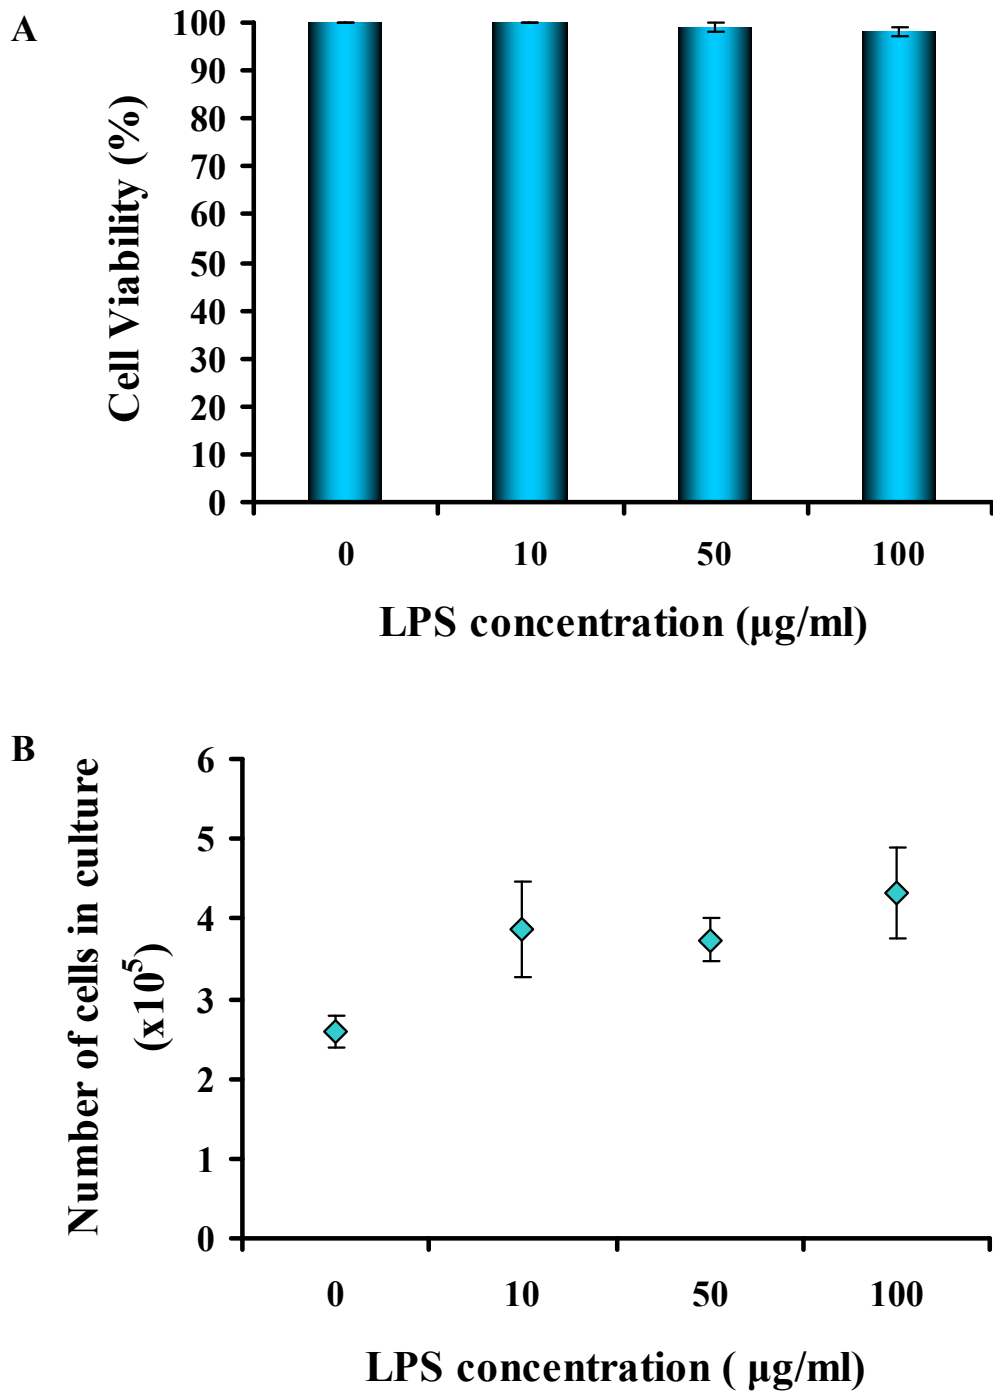 A
Cell Viability (%)
100
90
80
70
60
50
40
30
20
10
0
0 10 50 100
LPS concentration (µg/ml)
B
Number of cells in culture
(x10⁵)
6
5
4
3
2
1
0
0 10 50 100
LPS concentration ( µg/ml)